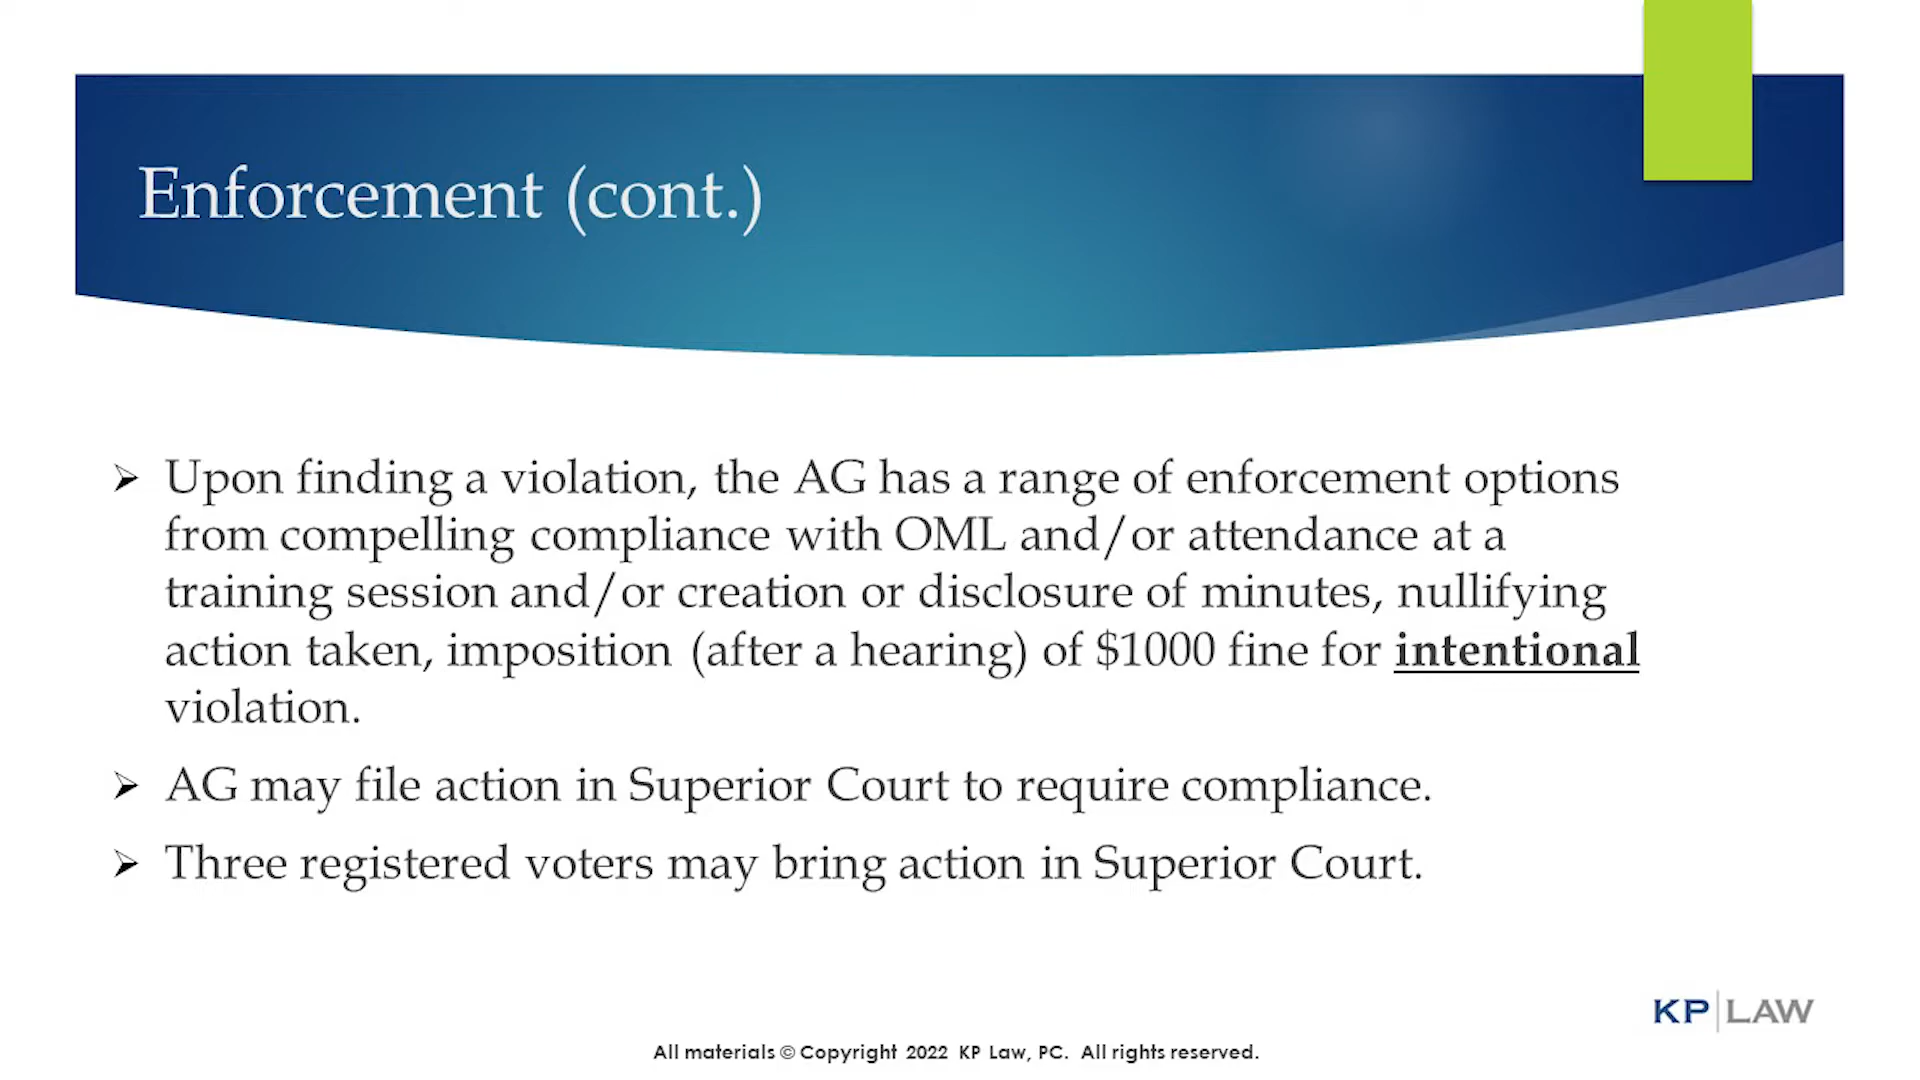 Enforcement (cont.)
➢ Upon finding a violation, the AG has a range of enforcement options
from compelling compliance with OML and/or attendance at a
training session and/or creation or disclosure of minutes, nullifying
action taken, imposition (after a hearing) of $1000 fine for intentional
violation.
➢ AG may file action in Superior Court to require compliance.
➢ Three registered voters may bring action in Superior Court.
KP|LAW
All materials © Copyright 2022 KP Law, PC. All rights reserved.